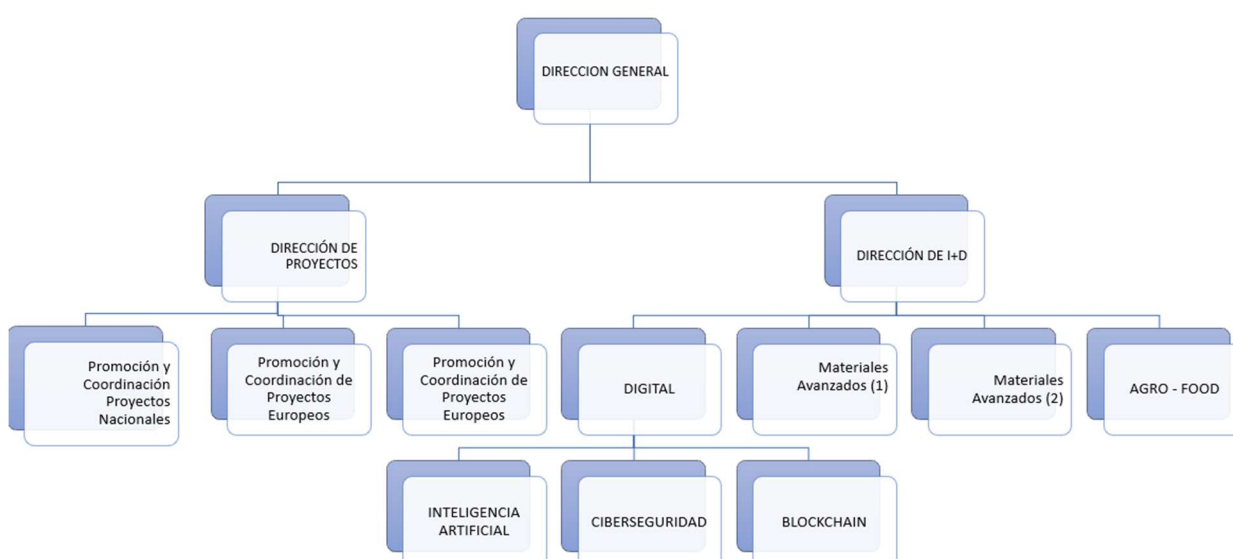 DIRECCION GENERAL
DIRECCIÓN DE
PROYECTOS
DIRECCIÓN DE I+D
Promoción y
Coordinación
Proyectos
Nacionales
Promoción y
Coordinación de
Proyectos
Europeos
Promoción y
Coordinación de
Proyectos
Europeos
DIGITAL
Materiales
Avanzados (1)
Materiales
Avanzados (2)
AGRO - FOOD
INTELIGENCIA
ARTIFICIAL
CIBERSEGURIDAD
BLOCKCHAIN